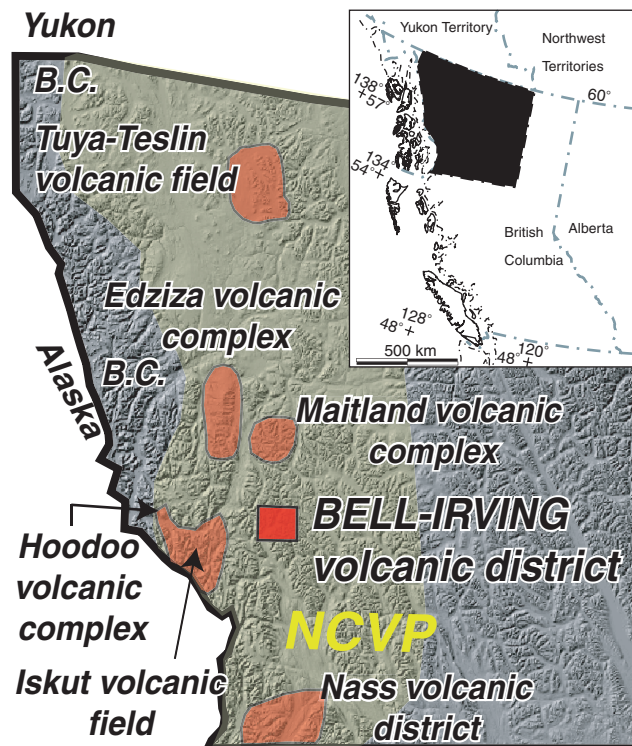 Yukon
B.C.
Tuya-Teslin
volcanic field
Edziza volcanic
complex
Alaska
B.C.
Maitland volcanic
complex
BELL-IRVING
volcanic district
Hoodoo
volcanic
complex
NCVP
Iskut volcanic
field
Nass volcanic
district
Yukon Territory
Northwest
Territories
138°
+57°
60°
134°
54°+
British
Columbia
Alberta
128°
48°+
120°
48°+
500 km